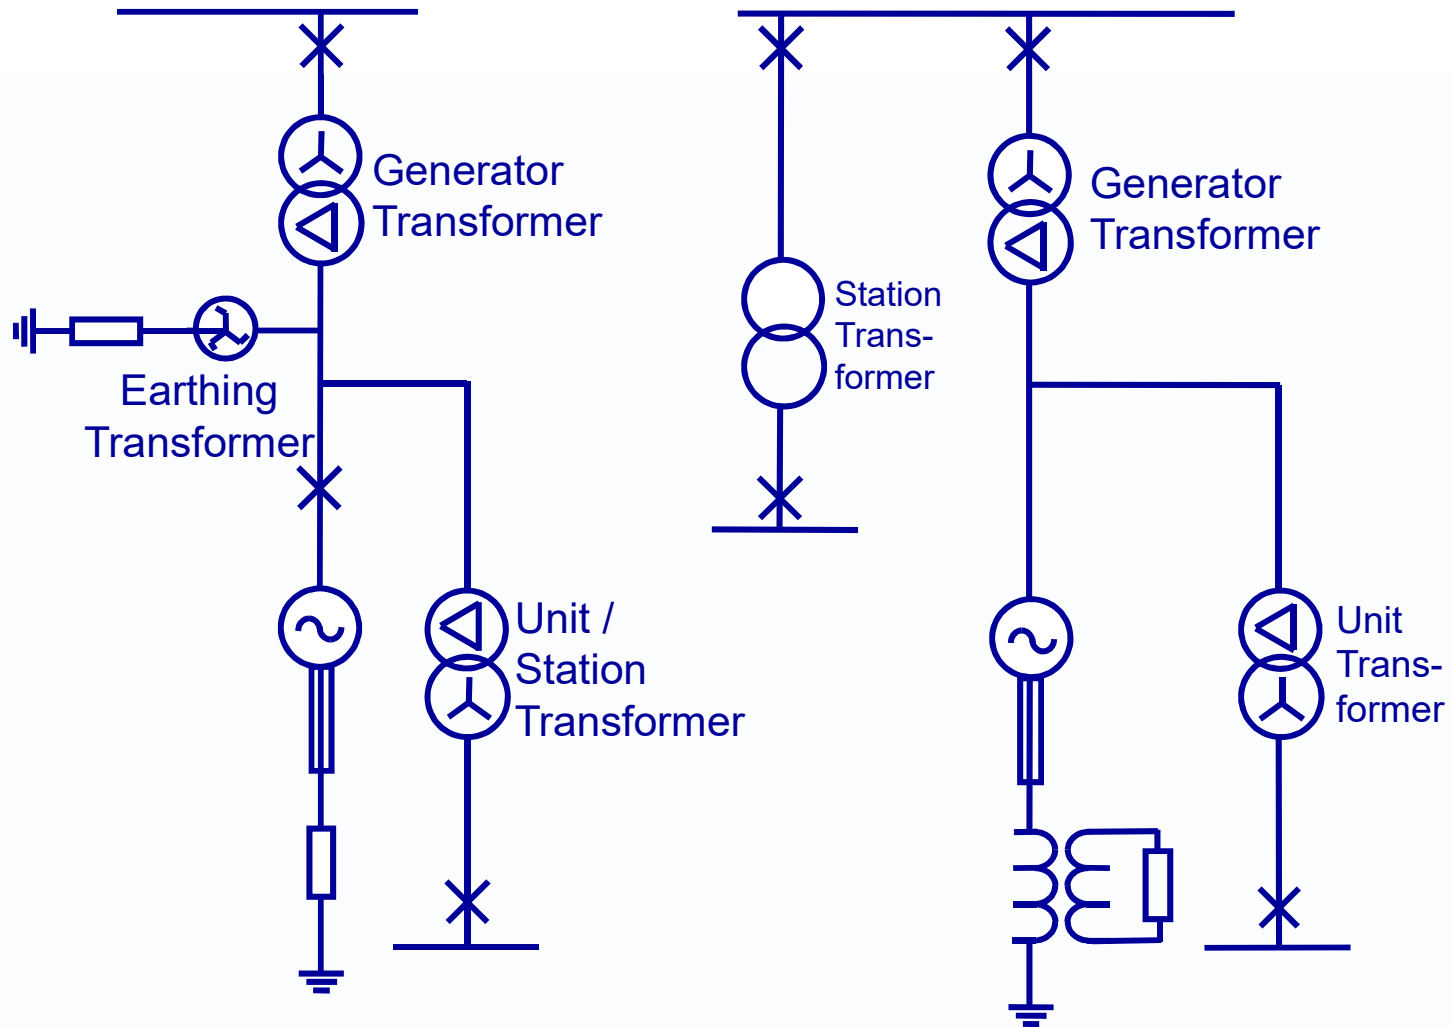 Generator
Transformer
Earthing
Transformer
Unit /
Station
Transformer
Station
Trans-
former
Generator
Transformer
Unit
Trans-
former